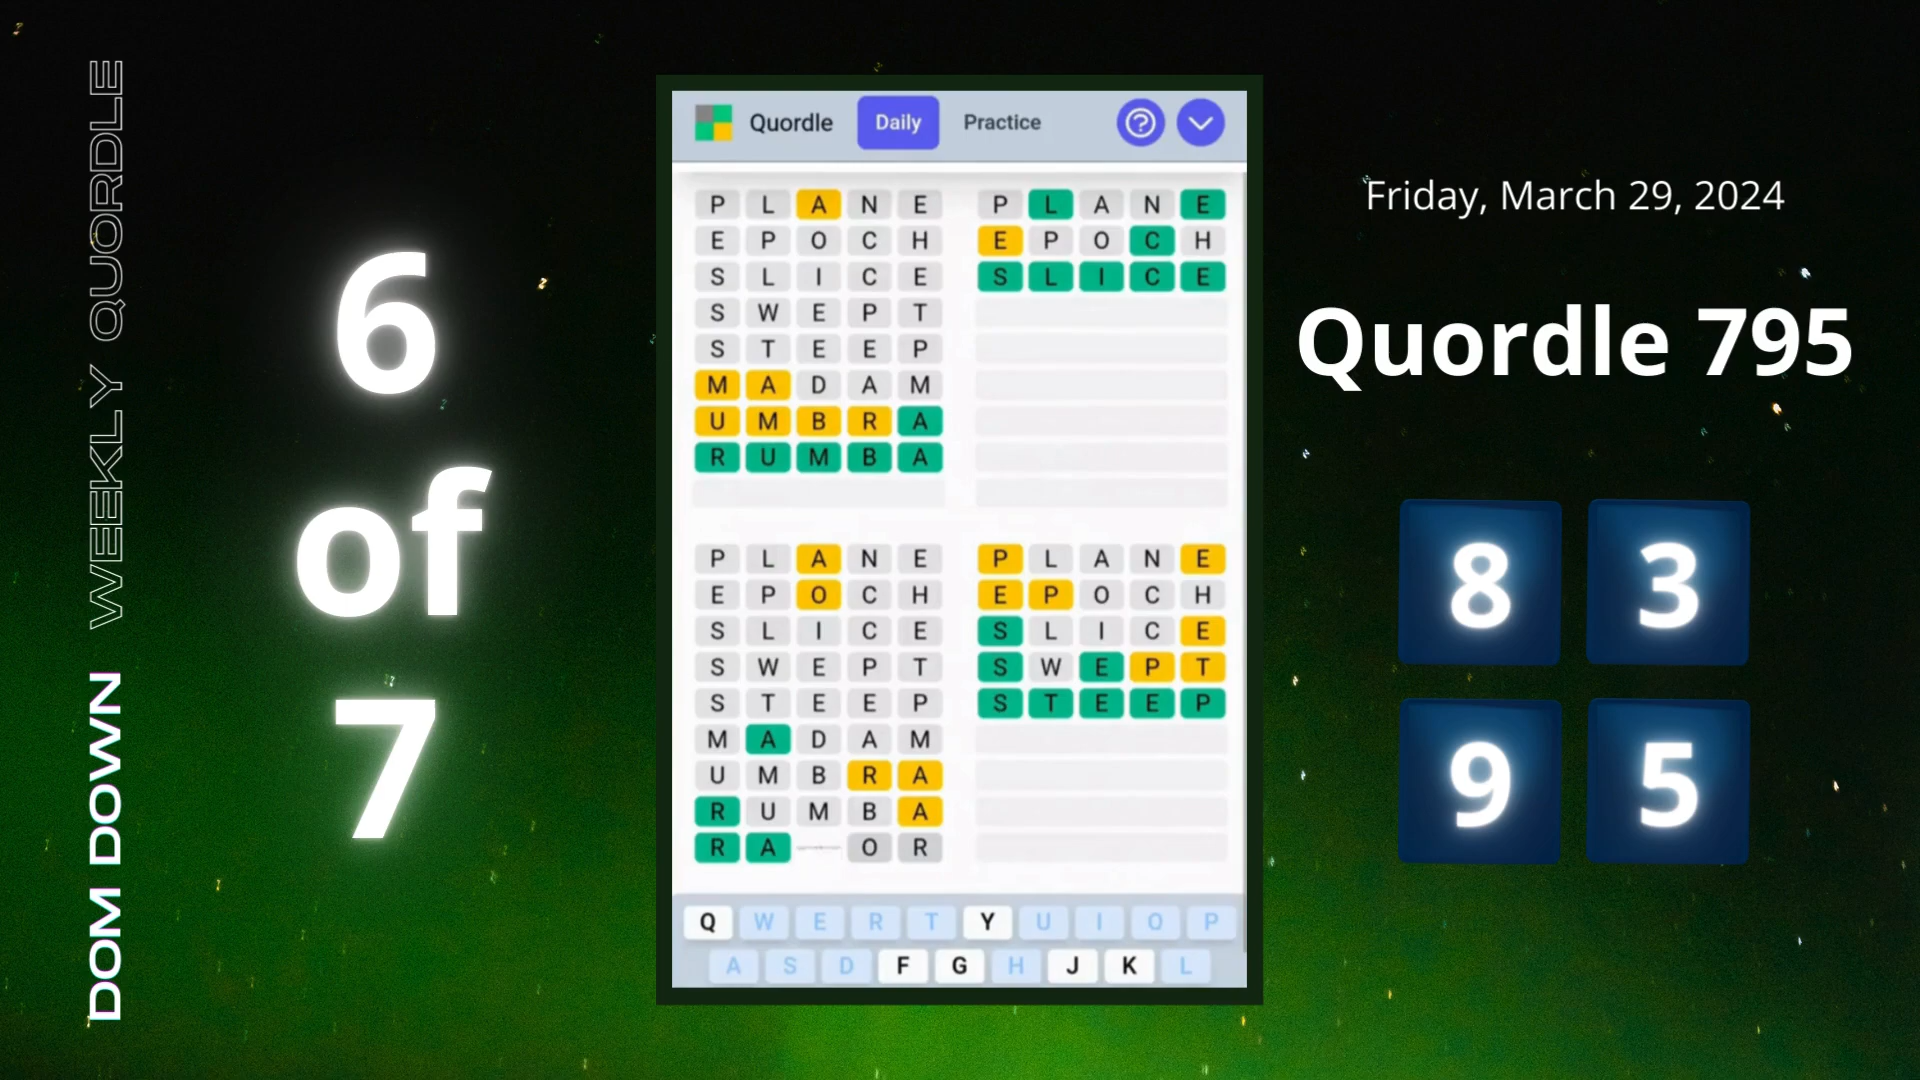 DOM DOWN WEEKLY QUORDLE
6
of
7
Quordle Daily Practice
P L A N E
E P O C H
S L I C E
S W E P T
S T E E P
M A D A M
U M B R A
R U M B A
P L A N E
E P O C H
S L I C E
P L A N E
E P O C H
S L I C E
S W E P T
S T E E P
M A D A M
U M B R A
R U M B A
R A O R
P L A N E
E P O C H
S L I C E
S W E P T
S T E E P
Q W E R T Y U I O P
A S D F G H J K L
Friday, March 29, 2024
Quordle 795
8 3
9 5